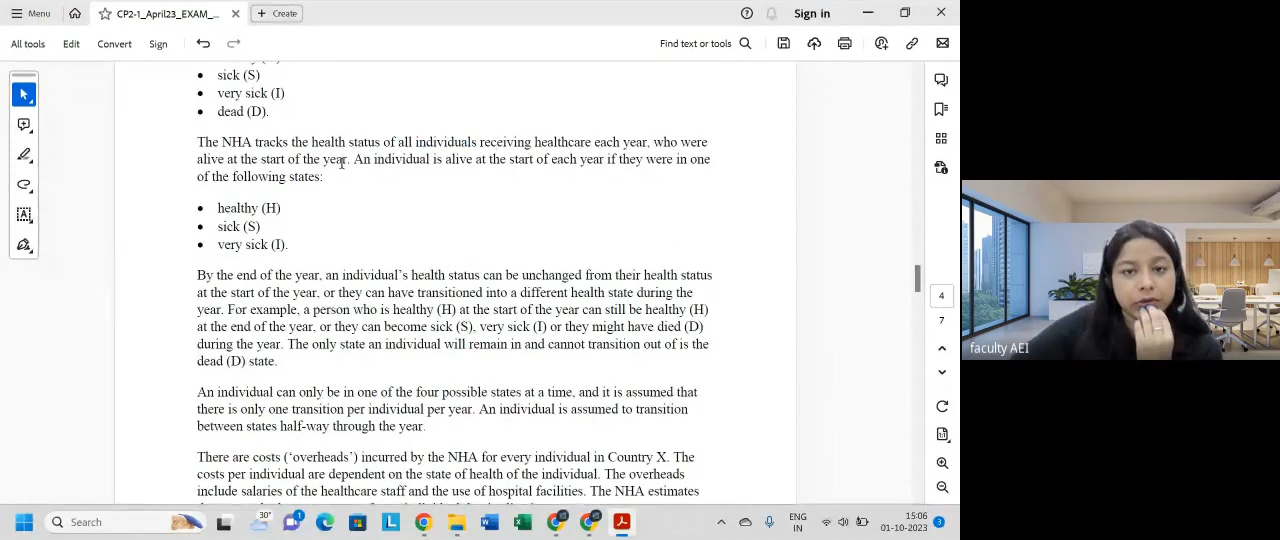 Menu
CP2-1_April23_EXAM_...
Create
Sign in
All tools
Edit
Convert
Sign
Find text or tools
• sick (S)
• very sick (I)
• dead (D).
The NHA tracks the health status of all individuals receiving healthcare each year, who were
alive at the start of the year. An individual is alive at the start of each year if they were in one
of the following states:
• healthy (H)
• sick (S)
• very sick (I).
By the end of the year, an individual's health status can be unchanged from their health status
at the start of the year, or they can have transitioned into a different health state during the
year. For example, a person who is healthy (H) at the start of the year can still be healthy (H)
at the end of the year, or they can become sick (S), very sick (I) or they might have died (D)
during the year. The only state an individual will remain in and cannot transition out of is the
dead (D) state.
An individual can only be in one of the four possible states at a time, and it is assumed that
there is only one transition per individual per year. An individual is assumed to transition
between states half-way through the year.
There are costs ('overheads') incurred by the NHA for every individual in Country X. The
costs per individual are dependent on the state of health of the individual. The overheads
include salaries of the healthcare staff and the use of hospital facilities. The NHA estimates
4
7
faculty AEI
Search
30°
1
ENG
IN
15:06
01-10-2023
3